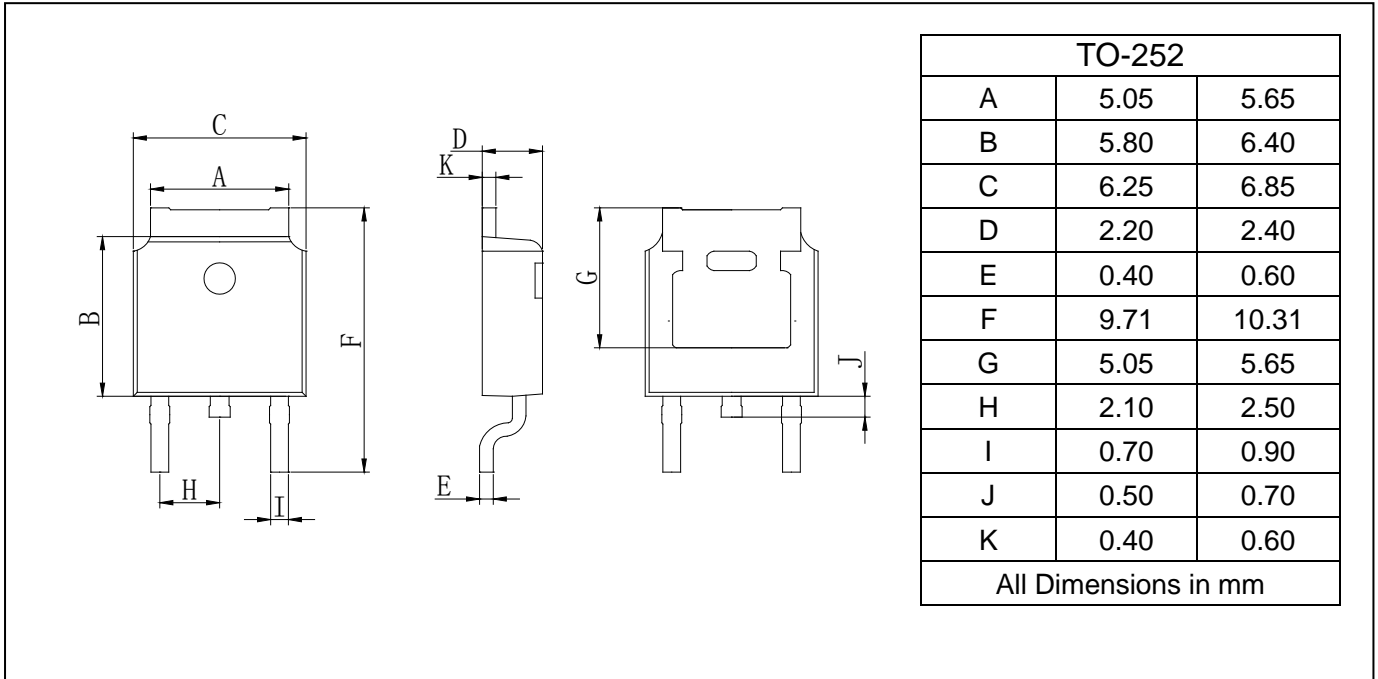 C
A
B
F
H
I
D
K
E
G
J
TO-252
A 5.05 5.65
B 5.80 6.40
C 6.25 6.85
D 2.20 2.40
E 0.40 0.60
F 9.71 10.31
G 5.05 5.65
H 2.10 2.50
I 0.70 0.90
J 0.50 0.70
K 0.40 0.60
All Dimensions in mm